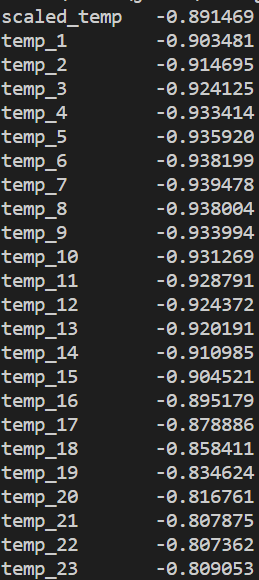 scaled_temp -0.891469
temp_1 -0.903481
temp_2 -0.914695
temp_3 -0.924125
temp_4 -0.933414
temp_5 -0.935920
temp_6 -0.938199
temp_7 -0.939478
temp_8 -0.938004
temp_9 -0.933994
temp_10 -0.931269
temp_11 -0.928791
temp_12 -0.924372
temp_13 -0.920191
temp_14 -0.910985
temp_15 -0.904521
temp_16 -0.895179
temp_17 -0.878886
temp_18 -0.858411
temp_19 -0.834624
temp_20 -0.816761
temp_21 -0.807875
temp_22 -0.807362
temp_23 -0.809053